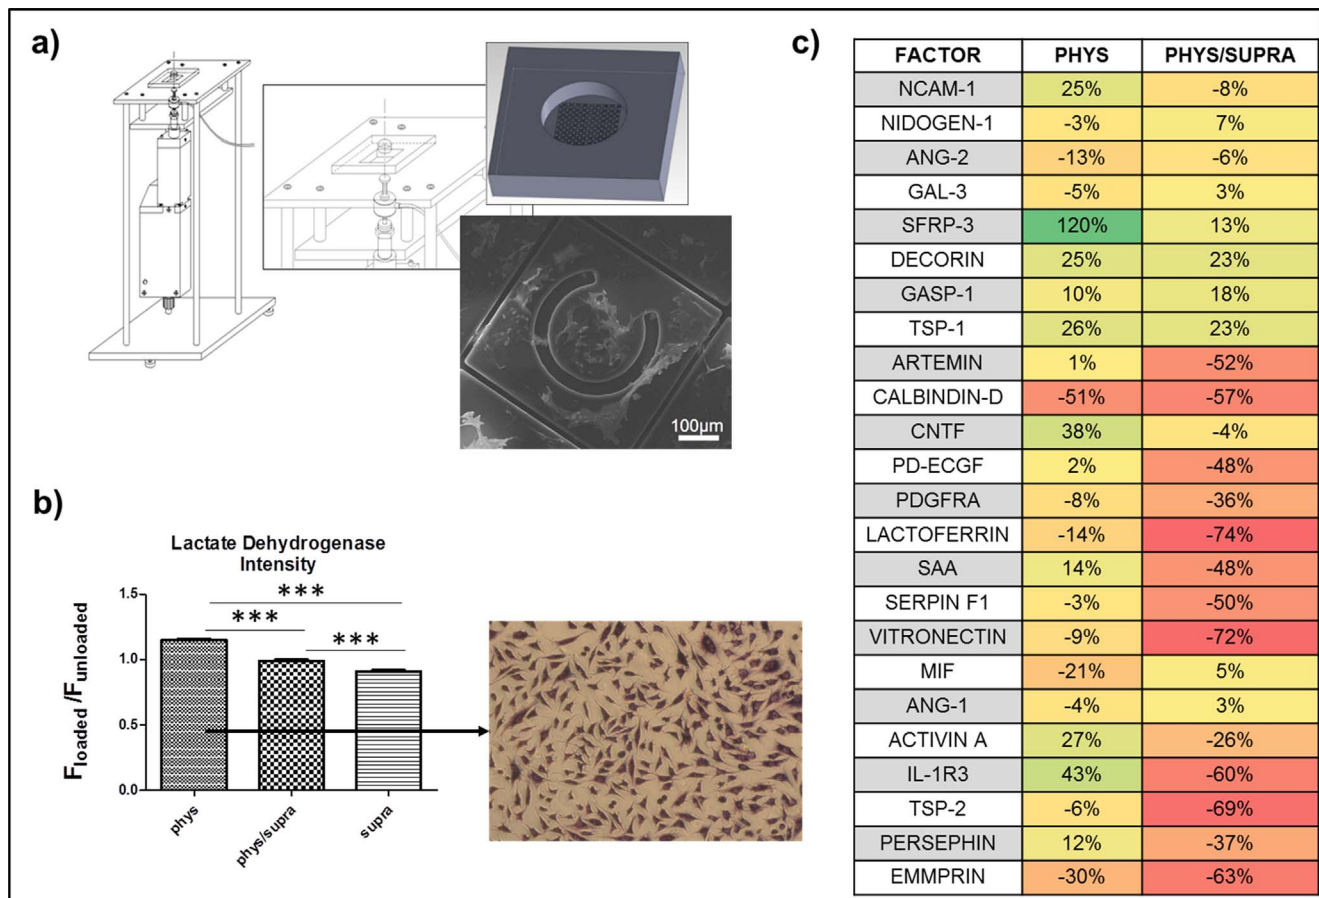 a)
100µm
b)
Lactate Dehydrogenase
Intensity
***
***
***
Floaded /Funloaded
1.5
1.0
0.5
0.0
phys
phys/supra
supra
c)
FACTOR PHYS PHYS/SUPRA
NCAM-1 25% -8%
NIDOGEN-1 -3% 7%
ANG-2 -13% -6%
GAL-3 -5% 3%
SFRP-3 120% 13%
DECORIN 25% 23%
GASP-1 10% 18%
TSP-1 26% 23%
ARTEMIN 1% -52%
CALBINDIN-D -51% -57%
CNTF 38% -4%
PD-ECGF 2% -48%
PDGFRA -8% -36%
LACTOFERRIN -14% -74%
SAA 14% -48%
SERPIN F1 -3% -50%
VITRONECTIN -9% -72%
MIF -21% 5%
ANG-1 -4% 3%
ACTIVIN A 27% -26%
IL-1R3 43% -60%
TSP-2 -6% -69%
PERSEPHIN 12% -37%
EMMPRIN -30% -63%